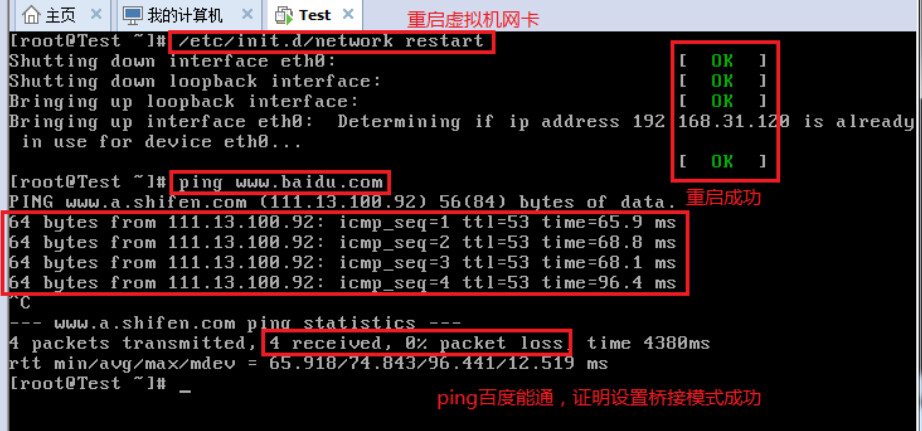 主页 × 我的计算机 × Test ×
重启虚拟机网卡
[root@Test ~]# /etc/init.d/network restart
Shutting down interface eth0: [ OK ]
Shutting down loopback interface: [ OK ]
Bringing up loopback interface: [ OK ]
Bringing up interface eth0: Determining if ip address 192 168.31.120 is already
in use for device eth0...
[ OK ]
[root@Test ~]# ping www.baidu.com
重启成功
PING www.a.shifen.com (111.13.100.92) 56(84) bytes of data.
64 bytes from 111.13.100.92: icmp_seq=1 ttl=53 time=65.9 ms
64 bytes from 111.13.100.92: icmp_seq=2 ttl=53 time=68.8 ms
64 bytes from 111.13.100.92: icmp_seq=3 ttl=53 time=68.1 ms
64 bytes from 111.13.100.92: icmp_seq=4 ttl=53 time=96.4 ms
^C
--- www.a.shifen.com ping statistics ---
4 packets transmitted, 4 received, 0% packet loss, time 4380ms
rtt min/avg/max/mdev = 65.918/74.843/96.441/12.519 ms
[root@Test ~]# _
ping百度能通，证明设置桥接模式成功